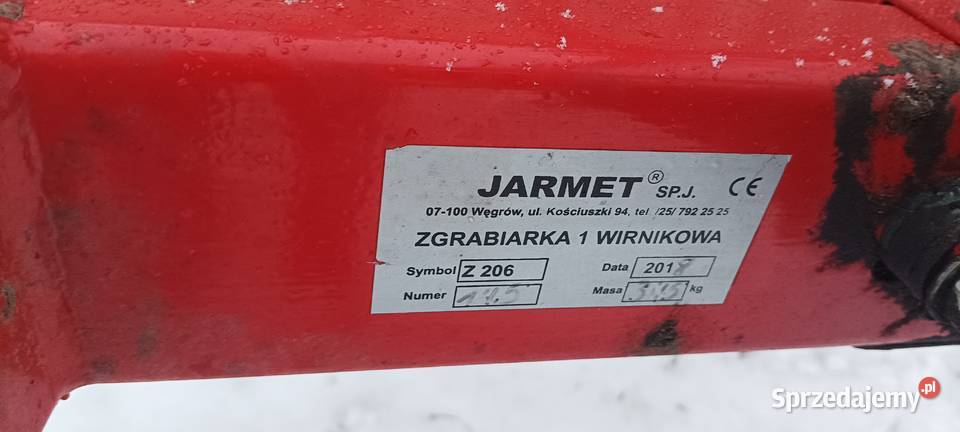 JARMET® SP.J. CE
07-100 Węgrów, ul. Kościuszki 94, tel /25/ 792 25 25
ZGRABIARKA 1 WIRNIKOWA
Symbol Z 206 Data 2018
Numer Masa kg
Sprzedajemy.pl